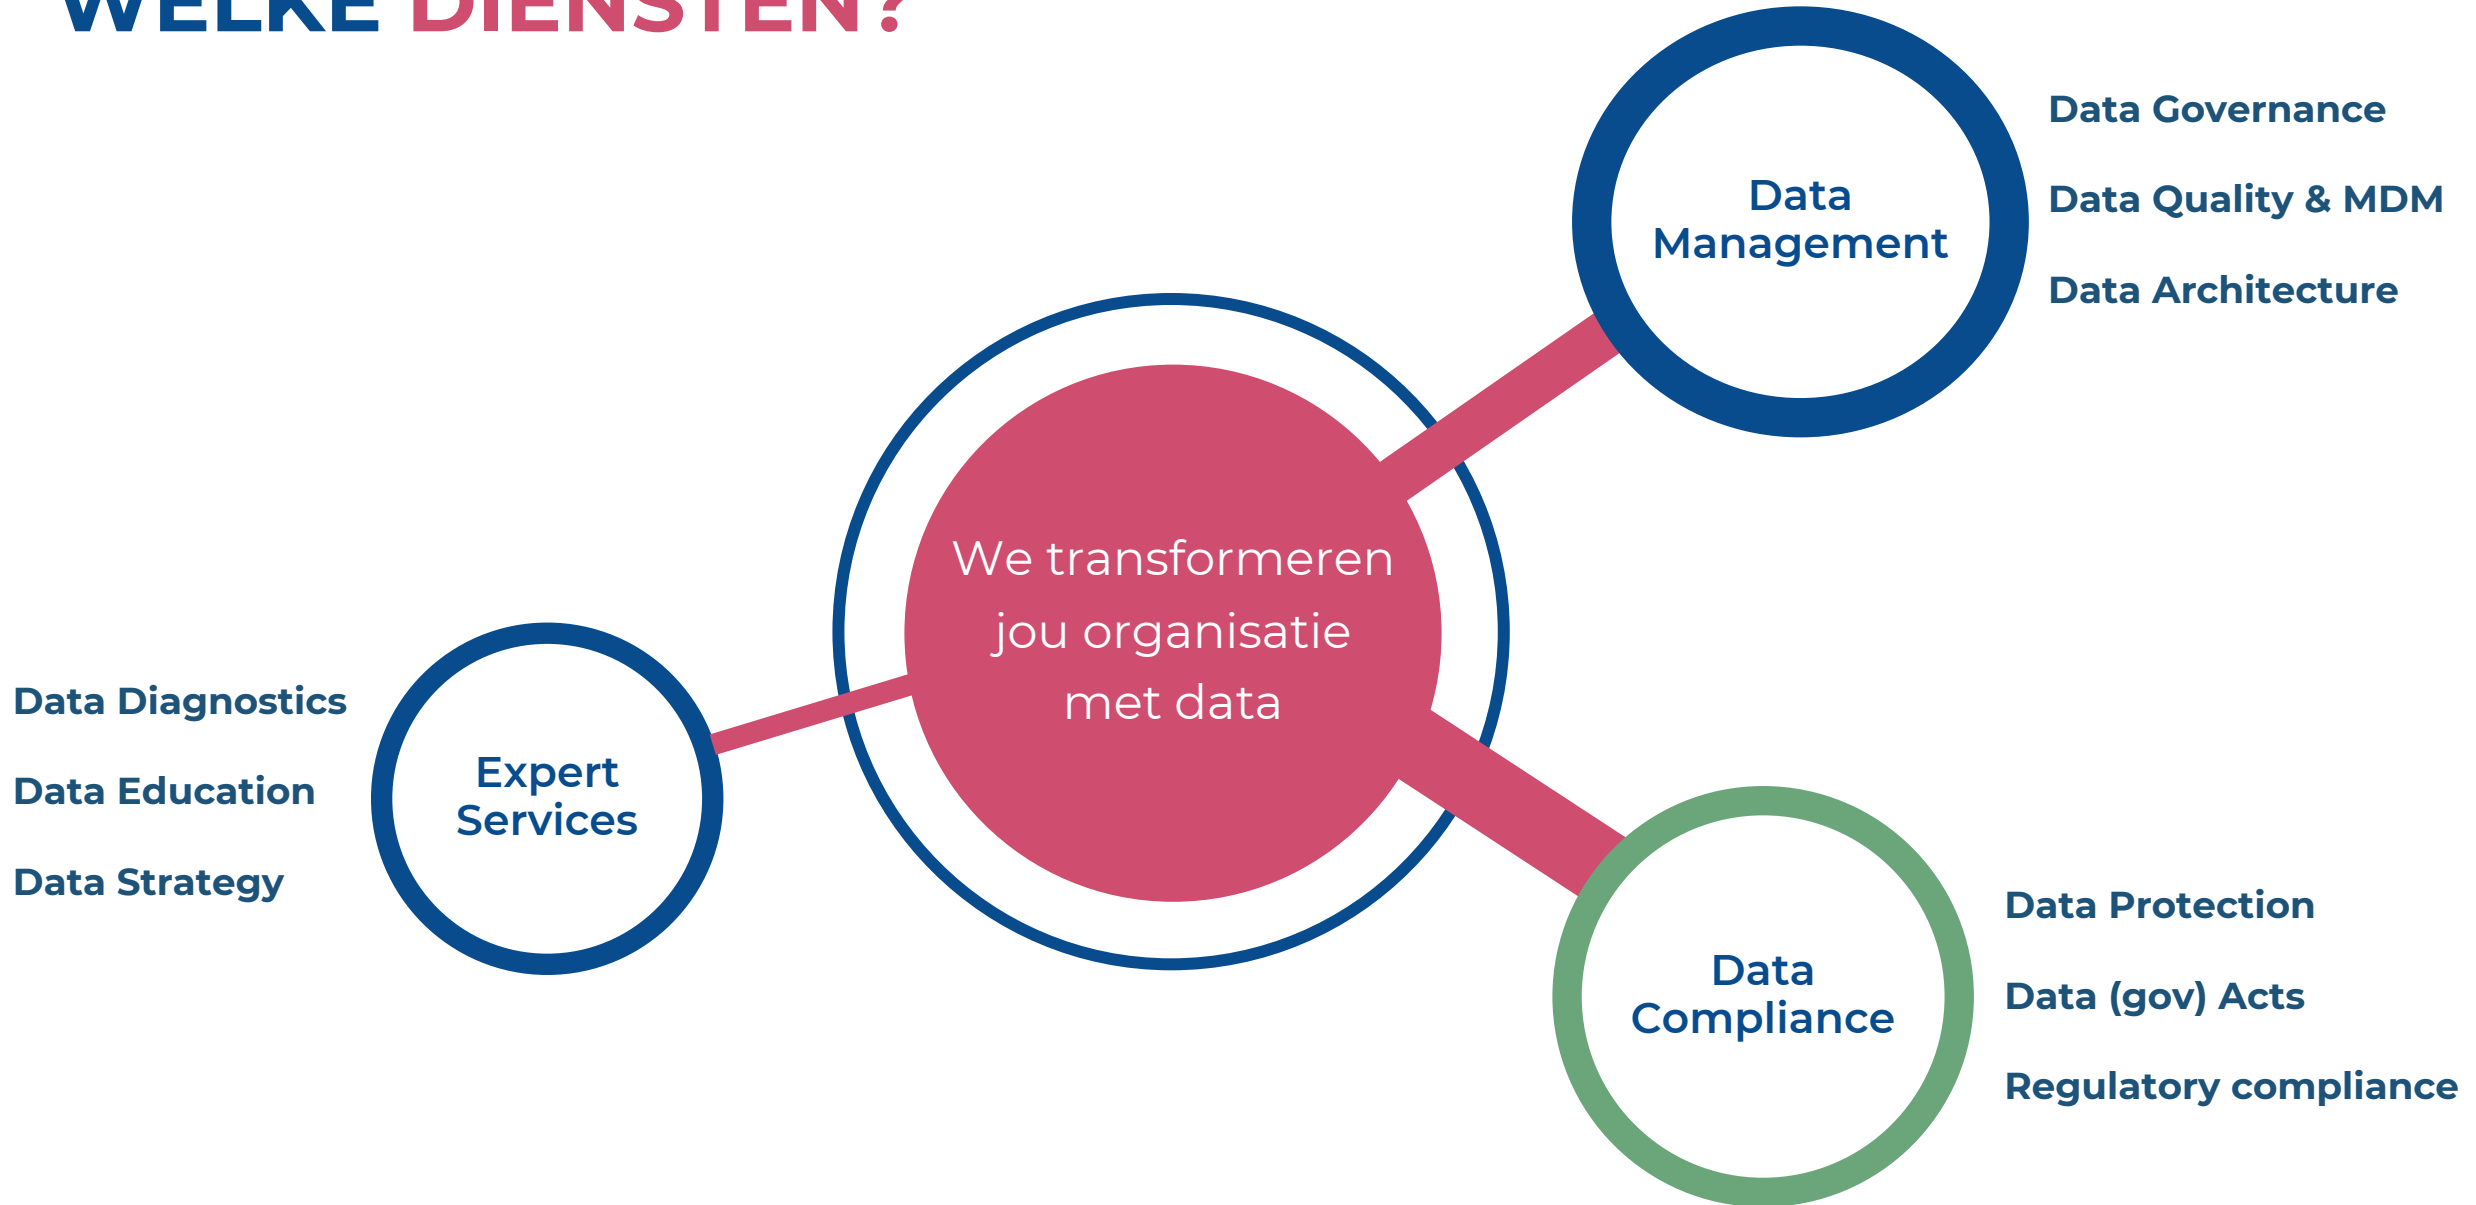 WELKE DIENSTEN?
Data
Management
Data Governance
Data Quality & MDM
Data Architecture
We transformeren
jou organisatie
met data
Data Diagnostics
Data Education
Data Strategy
Expert
Services
Data
Compliance
Data Protection
Data (gov) Acts
Regulatory compliance